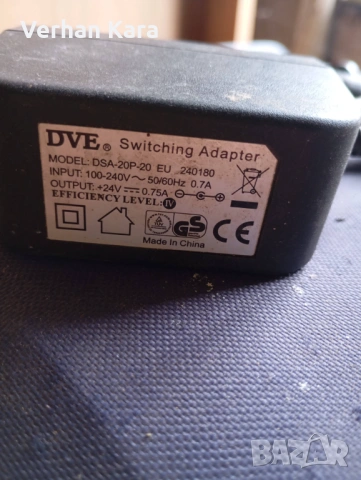 Verhan Kara
DVE® Switching Adapter
MODEL: DSA-20P-20 EU 240180
INPUT: 100-240V~ 50/60Hz 0.7A
OUTPUT: +24V⎓0.75A
EFFICIENCY LEVEL: IV
GS
CE
Made In China
BAZAR